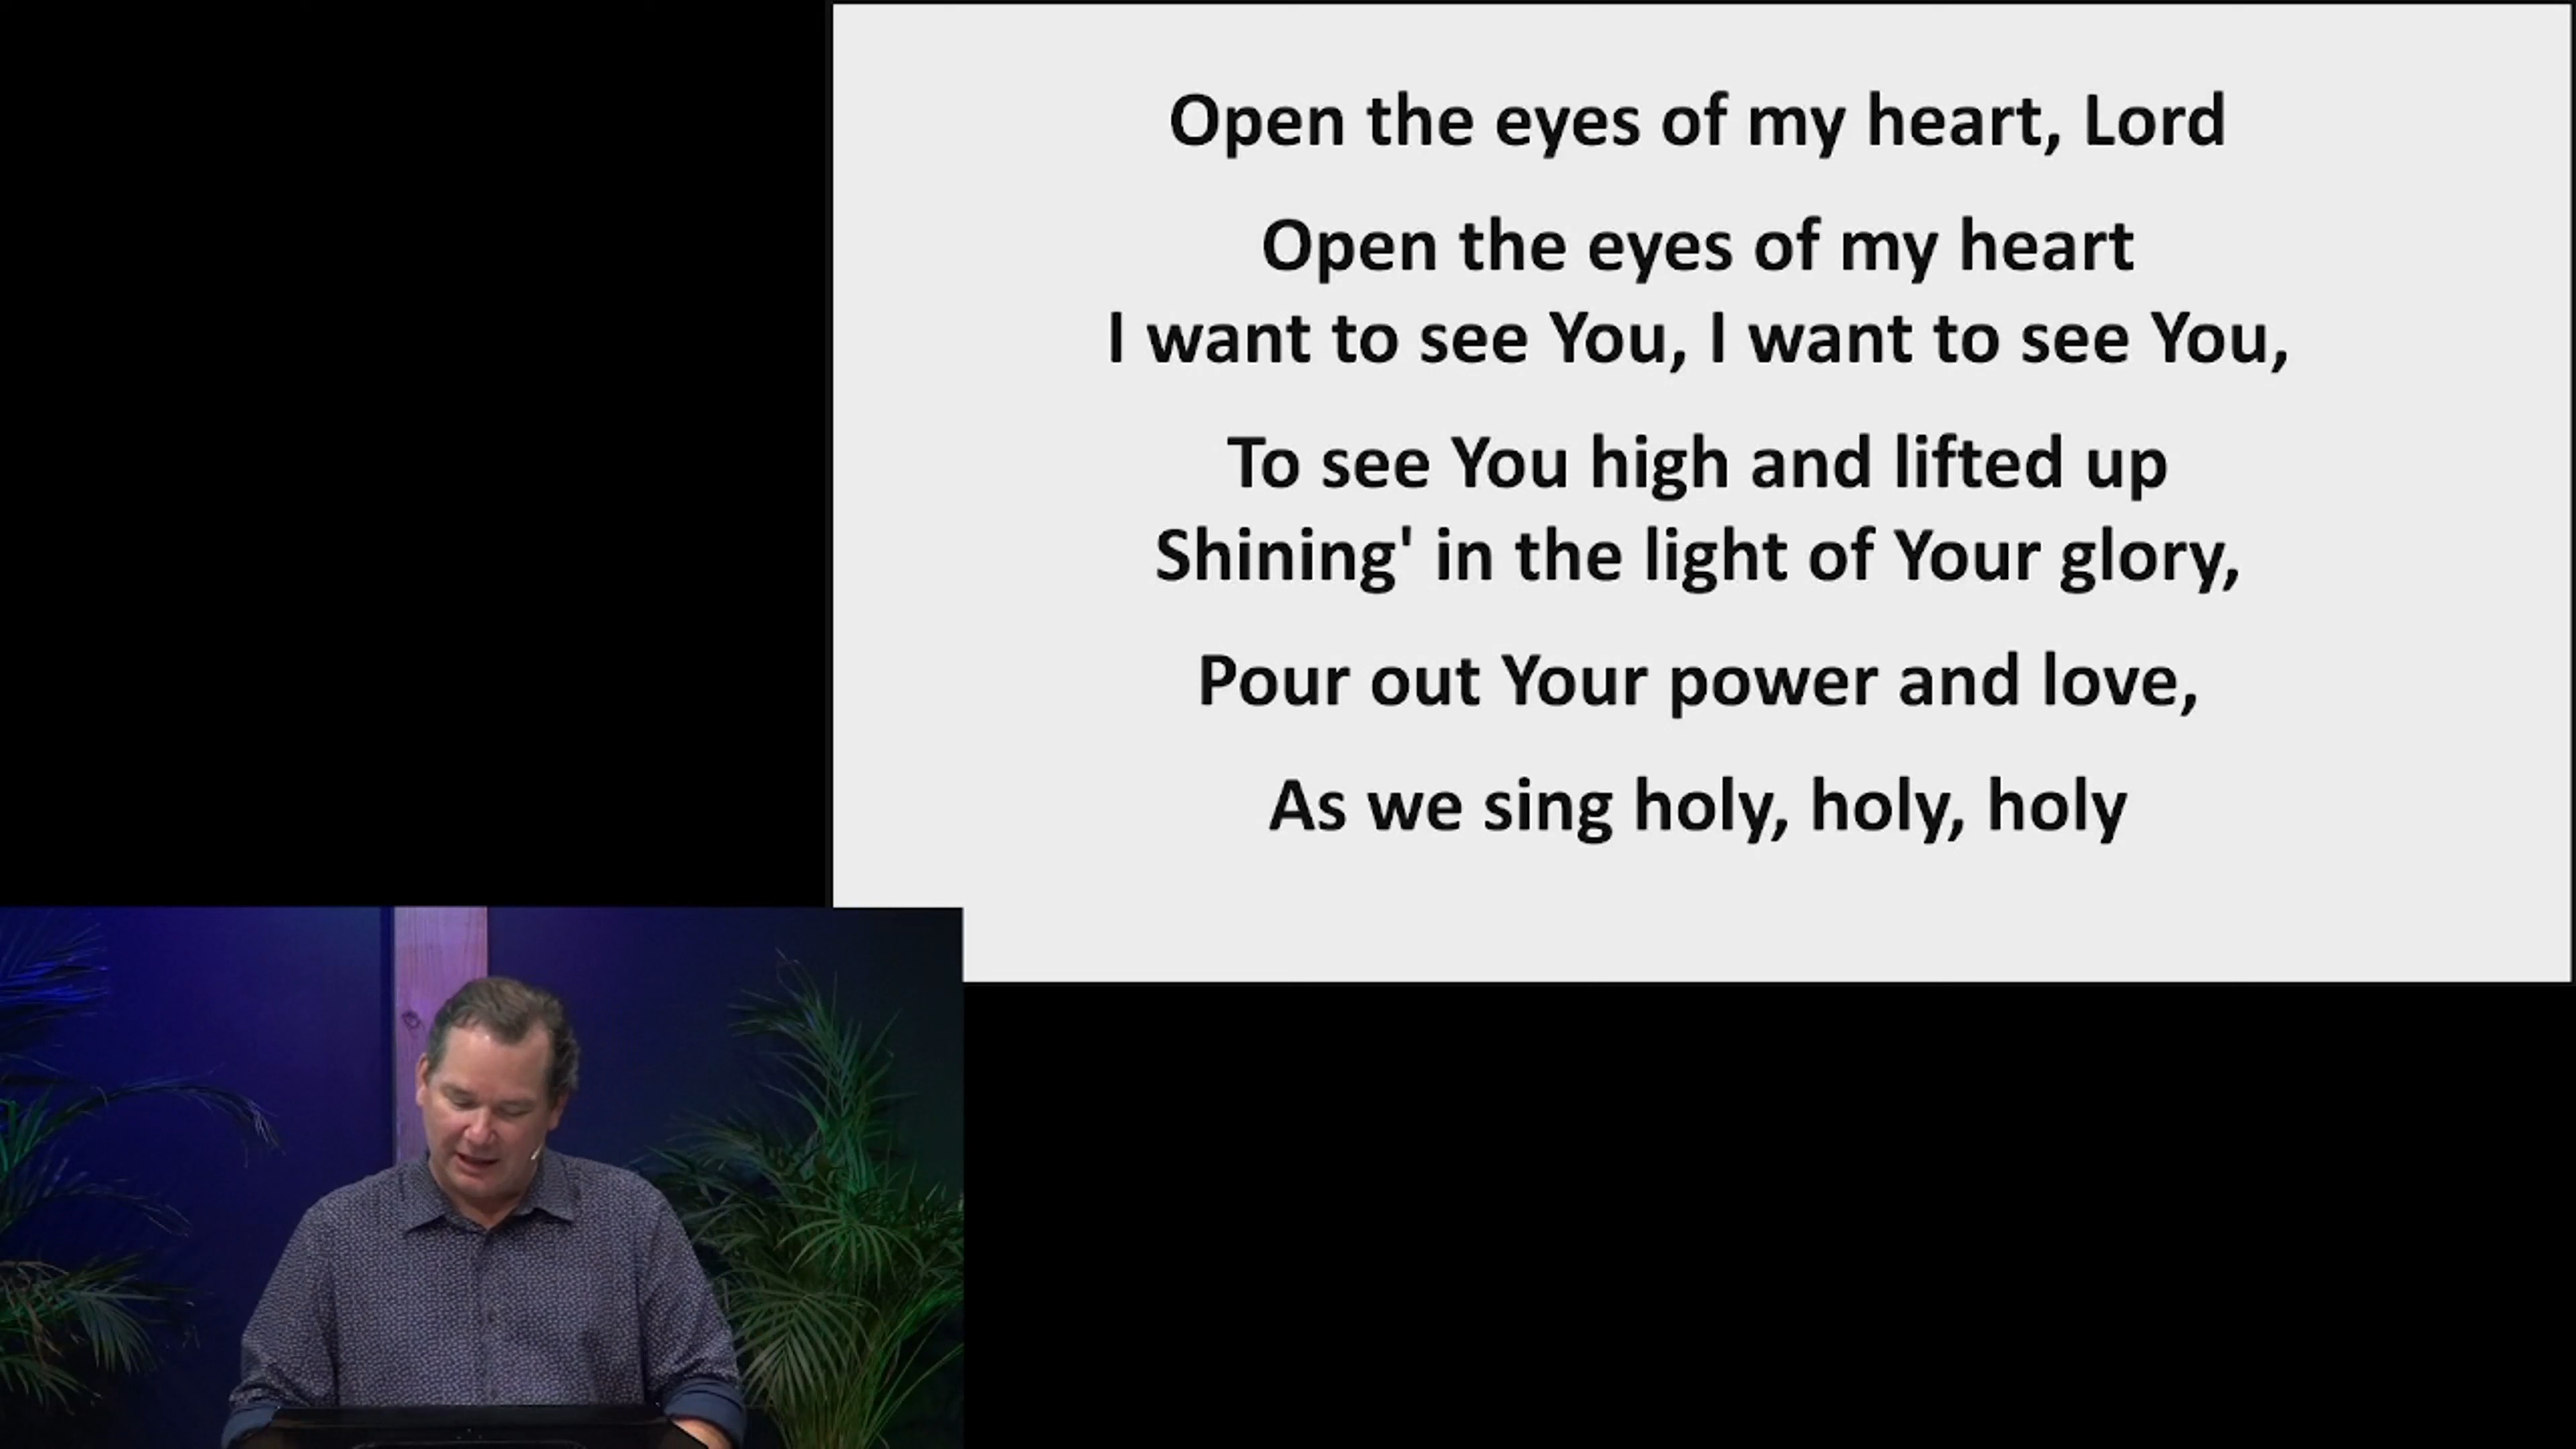 Open the eyes of my heart, Lord
Open the eyes of my heart
I want to see You, I want to see You,
To see You high and lifted up
Shining' in the light of Your glory,
Pour out Your power and love,
As we sing holy, holy, holy